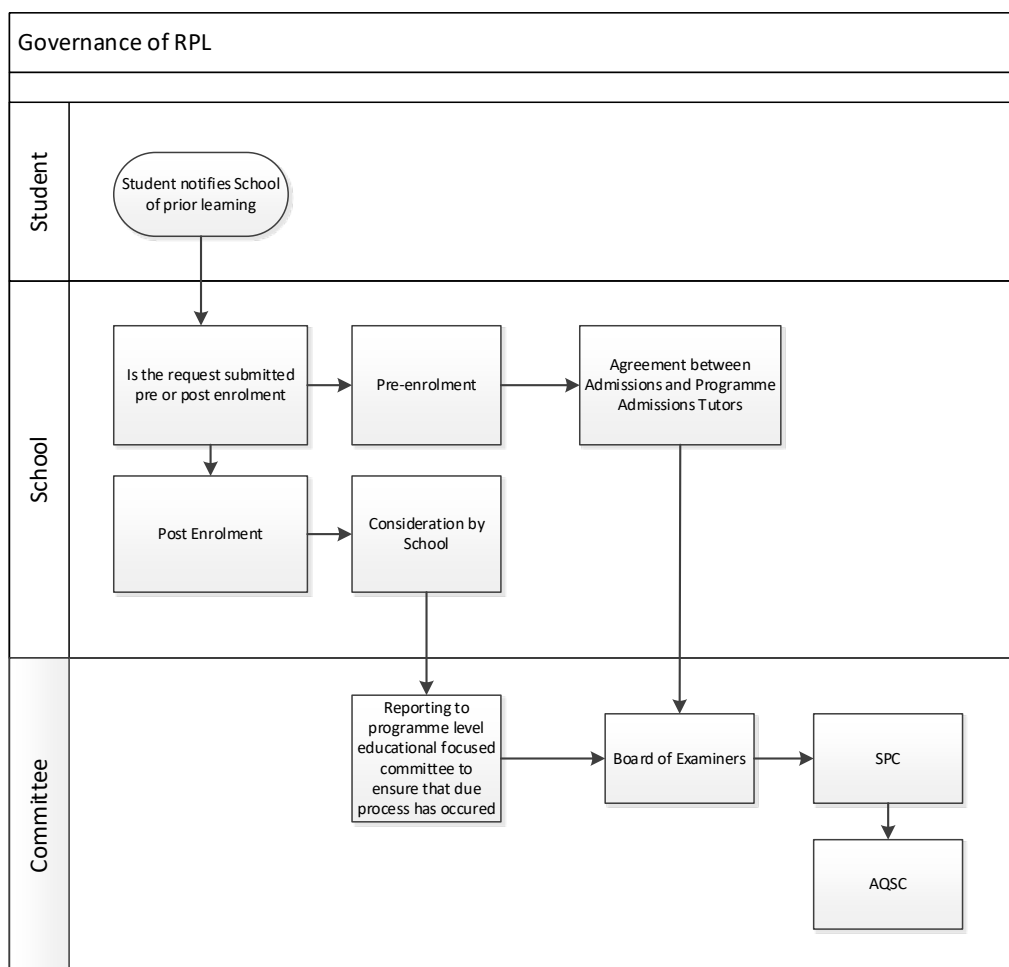 Governance of RPL
Student
Student notifies School
of prior learning
School
Is the request submitted
pre or post enrolment
Pre-enrolment
Agreement between
Admissions and Programme
Admissions Tutors
Post Enrolment
Consideration by
School
Committee
Reporting to
programme level
educational focused
committee to
ensure that due
process has occured
Board of Examiners
SPC
AQSC